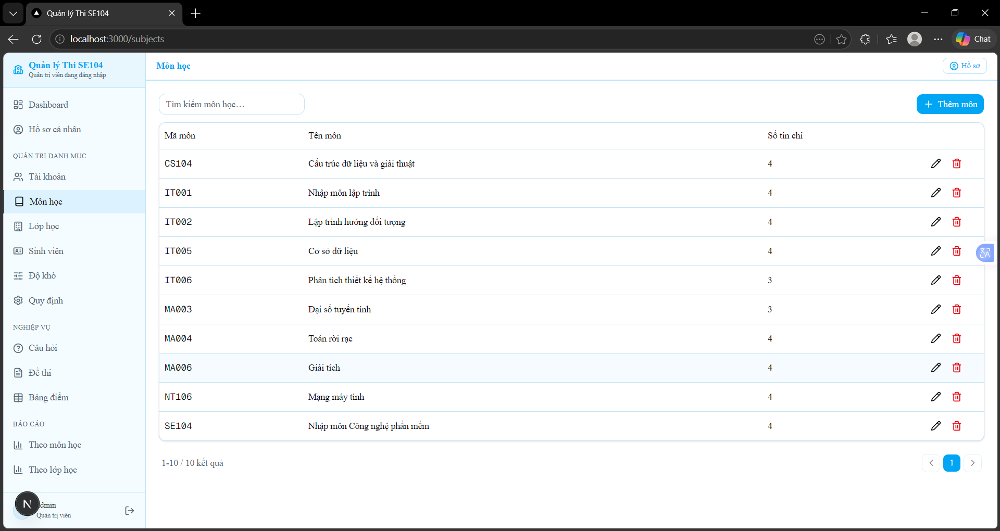 Quản lý Thi SE104
localhost:3000/subjects
Chat
Quản lý Thi SE104
Quản trị viên đang đăng nhập
Môn học
Hồ sơ
Dashboard
Hồ sơ cá nhân
QUẢN TRỊ DANH MỤC
Tài khoản
Môn học
Lớp học
Sinh viên
Độ khó
Quy định
NGHIỆP VỤ
Câu hỏi
Đề thi
Bảng điểm
BÁO CÁO
Theo môn học
Theo lớp học
N
dmin
Quản trị viên
Tìm kiếm môn học…
Thêm môn
Mã môn Tên môn Số tín chỉ
CS104 Cấu trúc dữ liệu và giải thuật 4
IT001 Nhập môn lập trình 4
IT002 Lập trình hướng đối tượng 4
IT005 Cơ sở dữ liệu 4
IT006 Phân tích thiết kế hệ thống 3
MA003 Đại số tuyến tính 3
MA004 Toán rời rạc 4
MA006 Giải tích 4
NT106 Mạng máy tính 4
SE104 Nhập môn Công nghệ phần mềm 4
1-10 / 10 kết quả
1